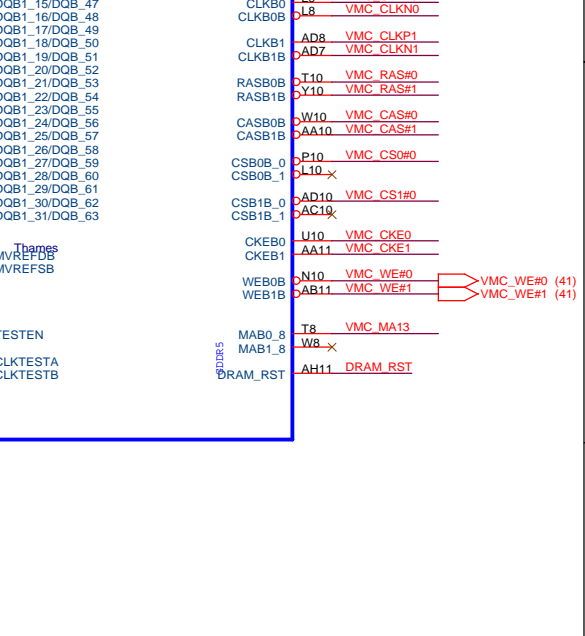 DQB1_15/DQB_47
DQB1_16/DQB_48
DQB1_17/DQB_49
DQB1_18/DQB_50
DQB1_19/DQB_51
DQB1_20/DQB_52
DQB1_21/DQB_53
DQB1_22/DQB_54
DQB1_23/DQB_55
DQB1_24/DQB_56
DQB1_25/DQB_57
DQB1_26/DQB_58
DQB1_27/DQB_59
DQB1_28/DQB_60
DQB1_29/DQB_61
DQB1_30/DQB_62
DQB1_31/DQB_63
Thames
MVREFDB
MVREFSB
TESTEN
CLKTESTA
CLKTESTB
GDDR5
CLKB0
CLKB0B L8 VMC_CLKN0
CLKB1 AD8 VMC_CLKP1
CLKB1B AD7 VMC_CLKN1
RASB0B T10 VMC_RAS#0
RASB1B Y10 VMC_RAS#1
CASB0B W10 VMC_CAS#0
CASB1B AA10 VMC_CAS#1
CSB0B_0 P10 VMC_CS0#0
CSB0B_1 L10
CSB1B_0 AD10 VMC_CS1#0
CSB1B_1 AC10
CKEB0 U10 VMC_CKE0
CKEB1 AA11 VMC_CKE1
WEB0B N10 VMC_WE#0 VMC_WE#0 (41)
WEB1B AB11 VMC_WE#1 VMC_WE#1 (41)
MAB0_8 T8 VMC_MA13
MAB1_8 W8
DRAM_RST AH11 DRAM_RST